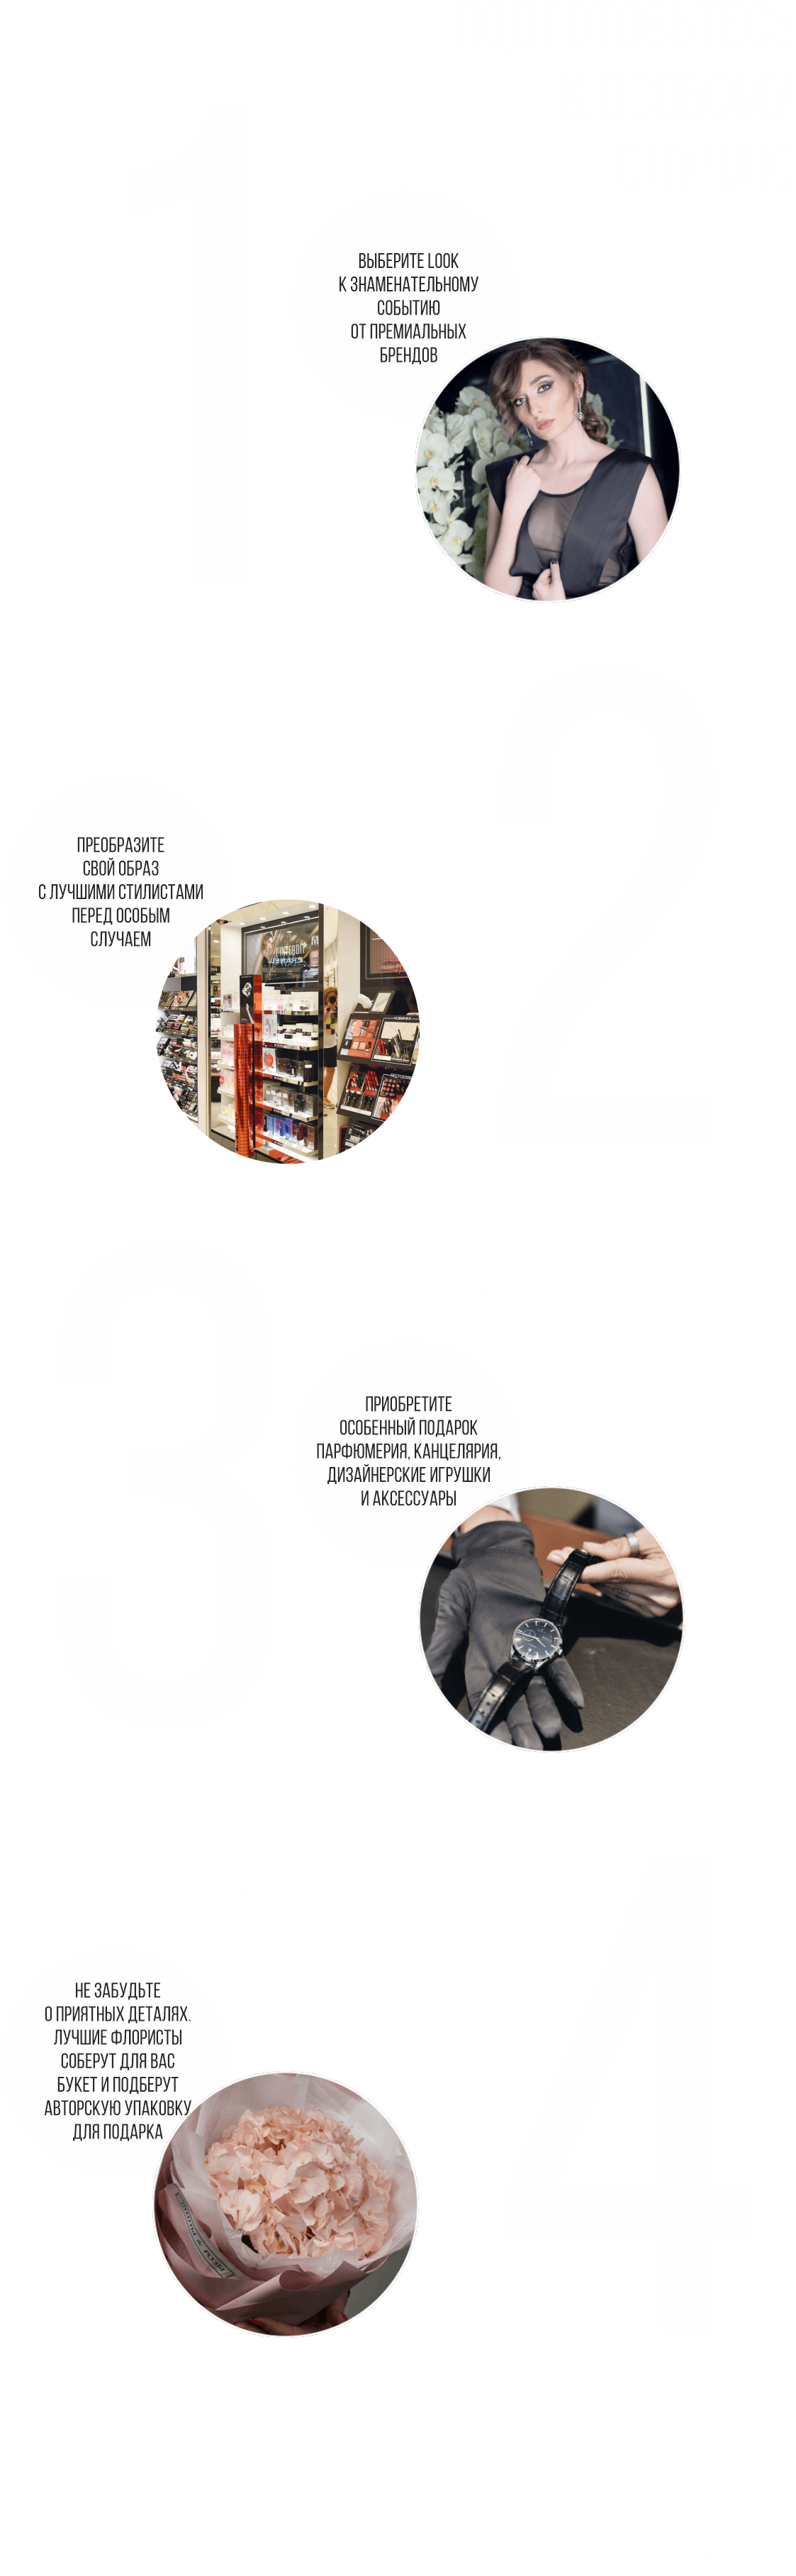 ВЫБЕРИТЕ LOOK
К ЗНАМЕНАТЕЛЬНОМУ
СОБЫТИЮ
ОТ ПРЕМИАЛЬНЫХ
БРЕНДОВ
ПРЕОБРАЗИТЕ
СВОЙ ОБРАЗ
С ЛУЧШИМИ СТИЛИСТАМИ
ПЕРЕД ОСОБЫМ
СЛУЧАЕМ
L'INTERDIT
ПРИОБРЕТИТЕ
ОСОБЕННЫЙ ПОДАРОК
ПАРФЮМЕРИЯ, КАНЦЕЛЯРИЯ,
ДИЗАЙНЕРСКИЕ ИГРУШКИ
И АКСЕССУАРЫ
НЕ ЗАБУДЬТЕ
О ПРИЯТНЫХ ДЕТАЛЯХ.
ЛУЧШИЕ ФЛОРИСТЫ
СОБЕРУТ ДЛЯ ВАС
БУКЕТ И ПОДБЕРУТ
АВТОРСКУЮ УПАКОВКУ
ДЛЯ ПОДАРКА